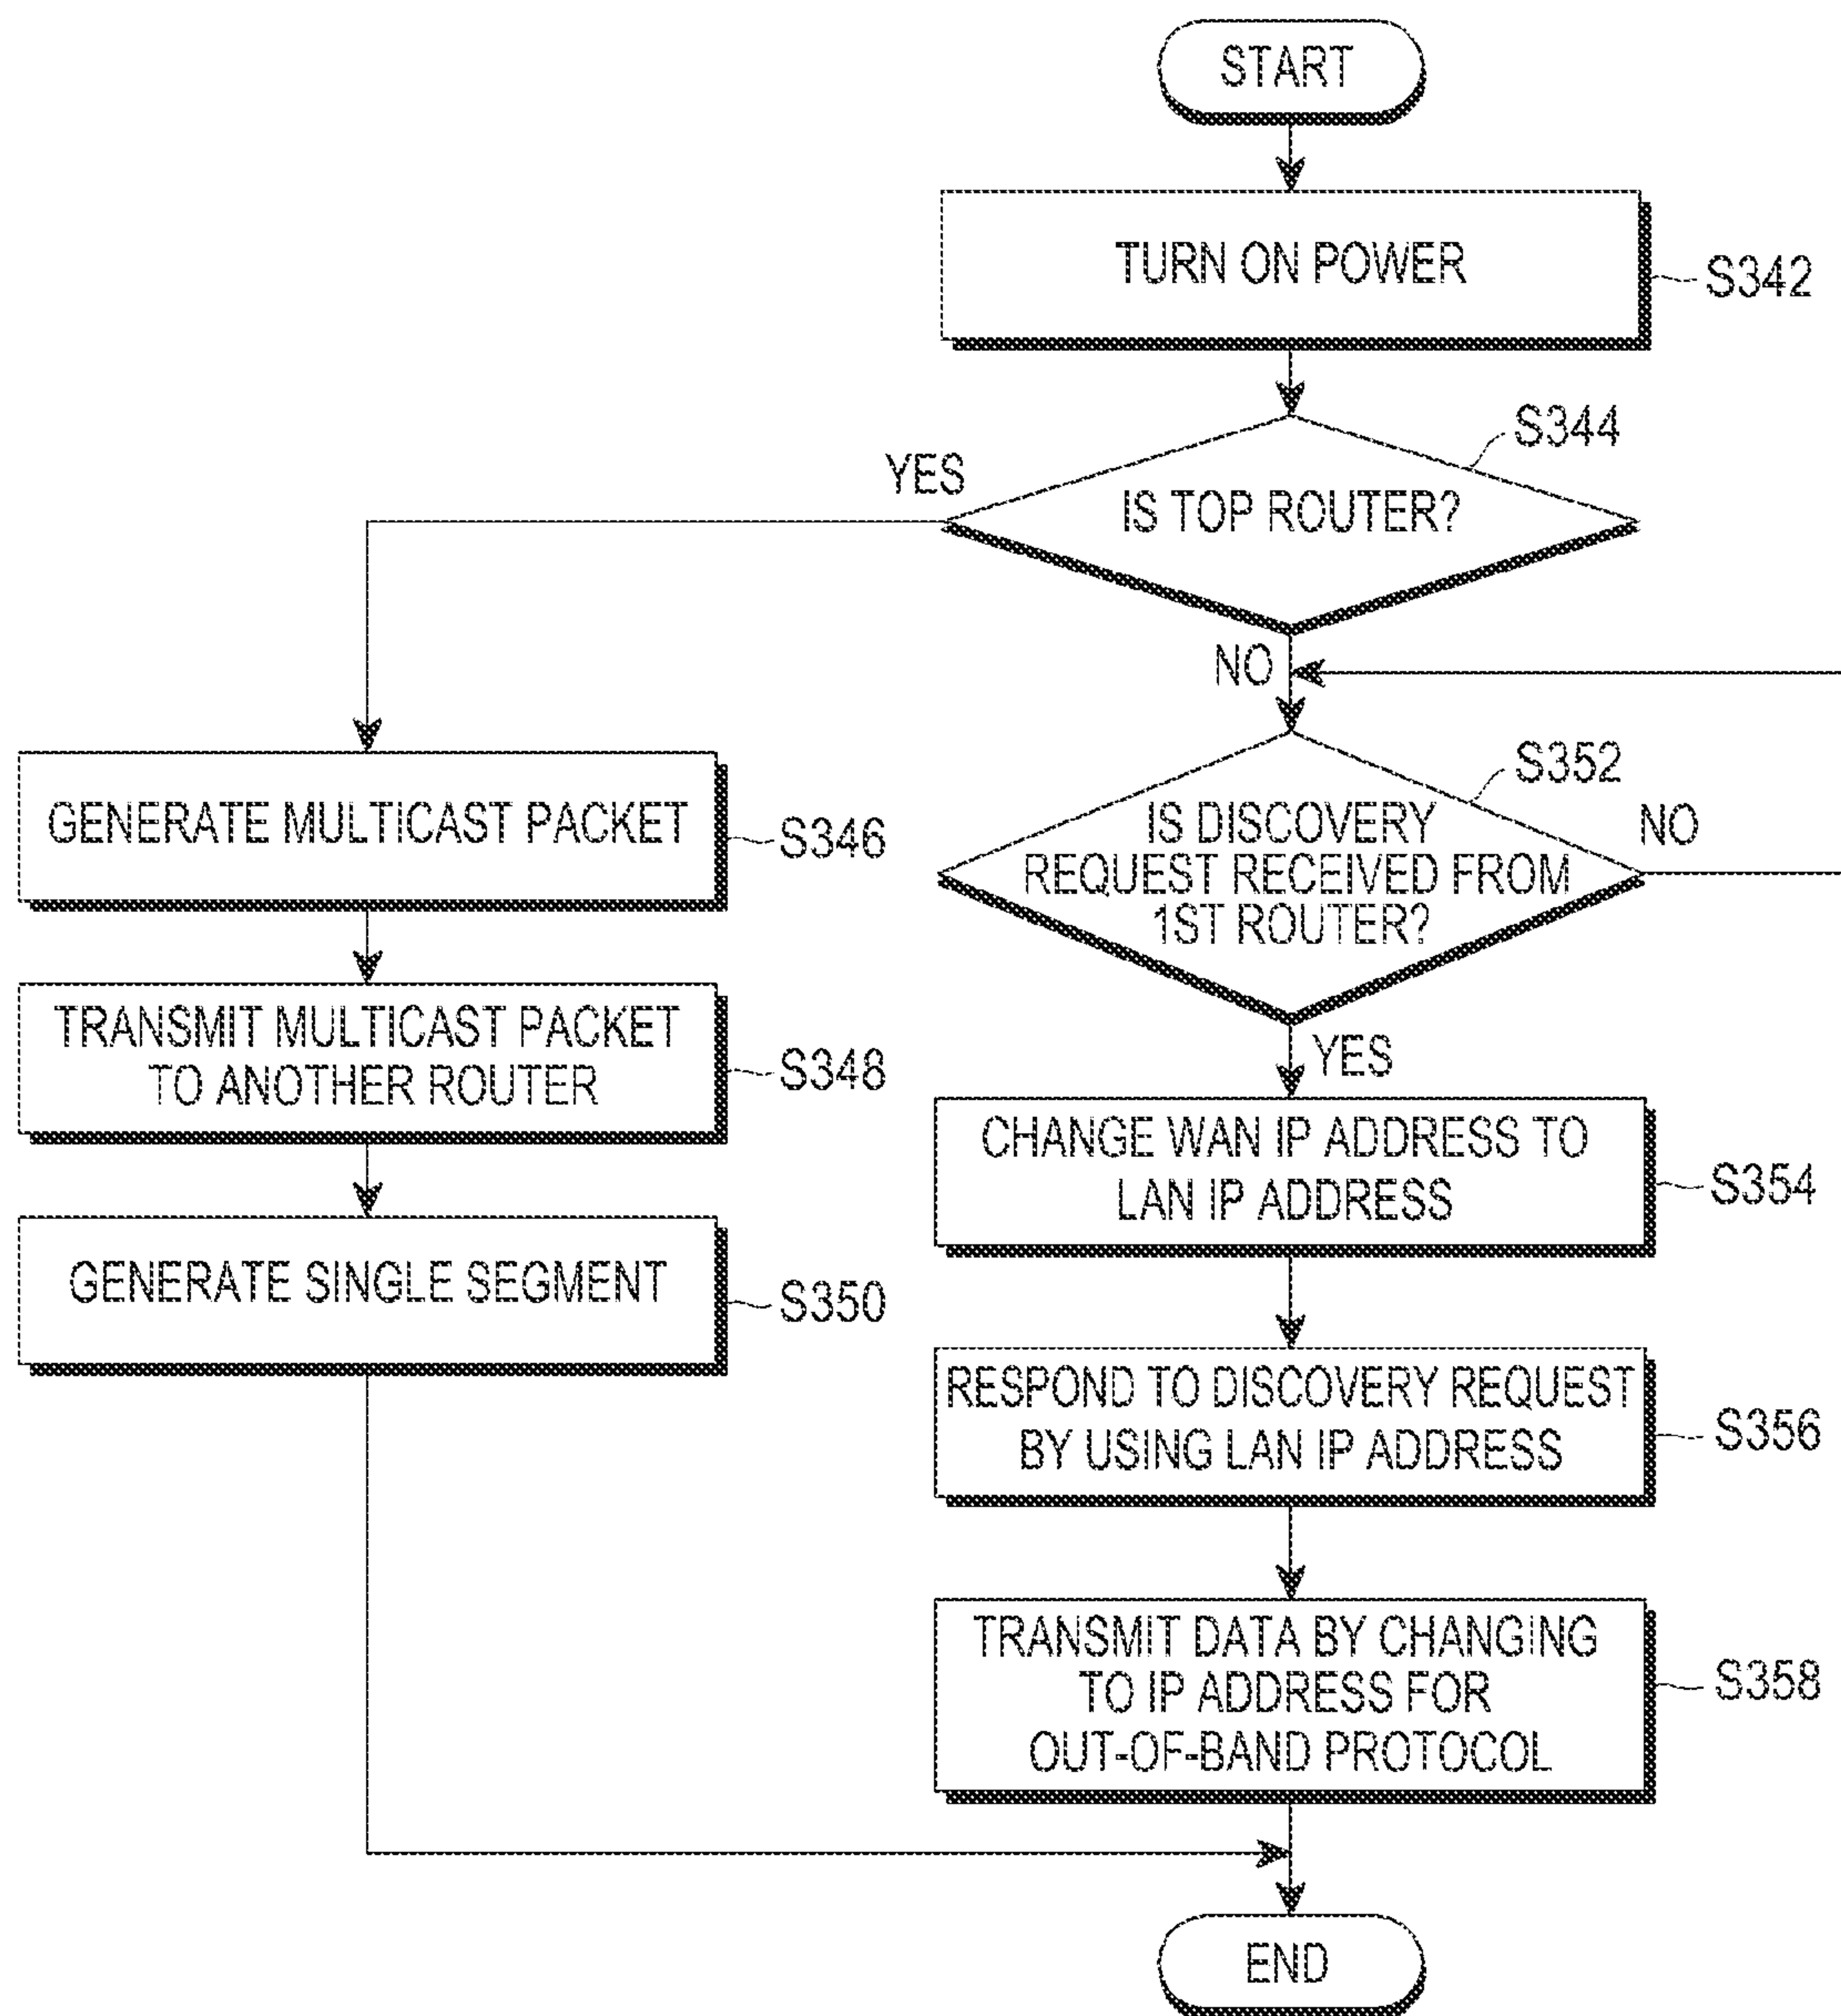 START
TURN ON POWER
S342
S344
YES
IS TOP ROUTER?
NO
GENERATE MULTICAST PACKET
S346
TRANSMIT MULTICAST PACKET
TO ANOTHER ROUTER
S348
GENERATE SINGLE SEGMENT
S350
S352
IS DISCOVERY
REQUEST RECEIVED FROM
1ST ROUTER?
NO
YES
CHANGE WAN IP ADDRESS TO
LAN IP ADDRESS
S354
RESPOND TO DISCOVERY REQUEST
BY USING LAN IP ADDRESS
S356
TRANSMIT DATA BY CHANGING
TO IP ADDRESS FOR
OUT-OF-BAND PROTOCOL
S358
END